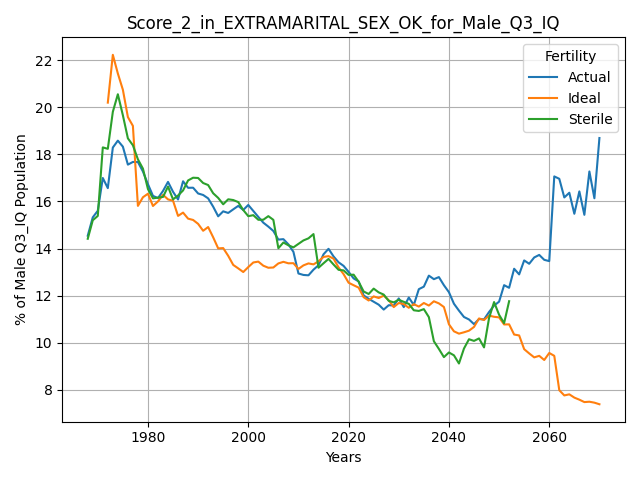 Score_2_in_EXTRAMARITAL_SEX_OK_for_Male_Q3_IQ
Fertility
Actual
Ideal
Sterile
% of Male Q3_IQ Population
22
20
18
16
14
12
10
8
1980
2000
2020
2040
2060
Years